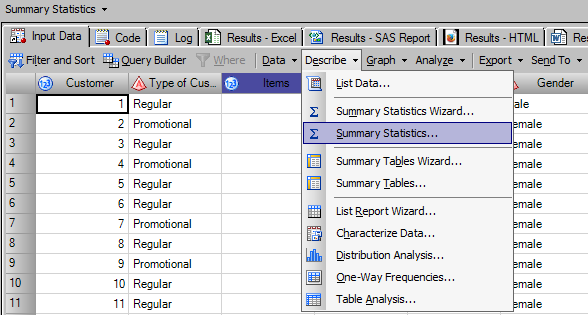 Summary Statistics
Input Data Code Log Results - Excel Results - SAS Report Results - HTML
Filter and Sort Query Builder Where Data Describe Graph Analyze Export Send To
Customer Type of Cus... Items Gender
1 1 Regular ale
2 2 Promotional emale
3 3 Regular emale
4 4 Promotional emale
5 5 Regular emale
6 6 Regular emale
7 7 Promotional emale
8 8 Regular emale
9 9 Promotional emale
10 10 Regular emale
11 11 Regular emale
List Data...
Summary Statistics Wizard...
Summary Statistics...
Summary Tables Wizard...
Summary Tables...
List Report Wizard...
Characterize Data...
Distribution Analysis...
One-Way Frequencies...
Table Analysis...